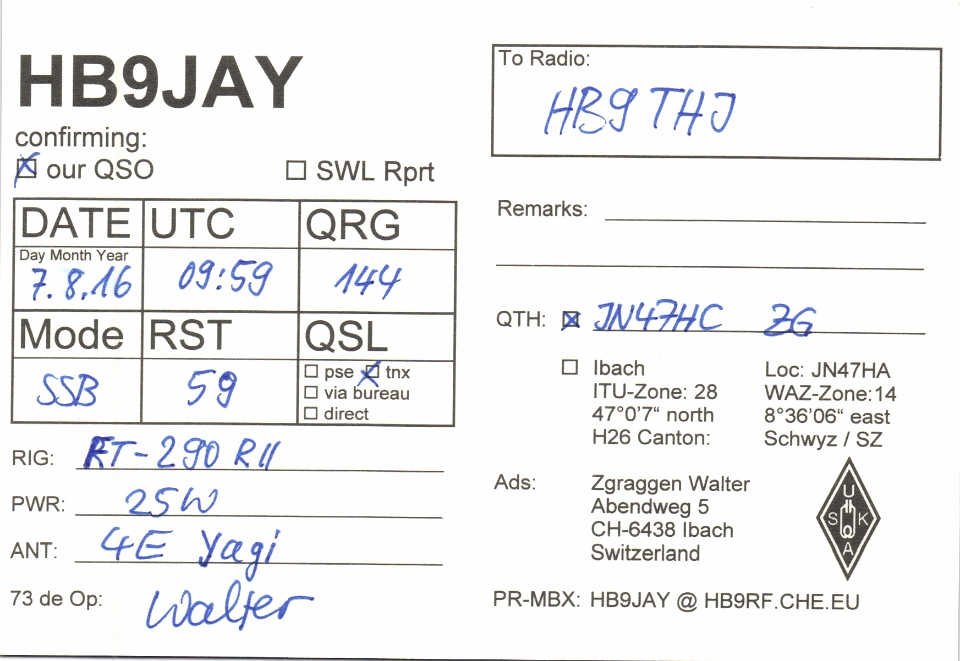 HB9JAY
confirming:
☒ our QSO ☐ SWL Rprt
DATE UTC QRG
Day Month Year
7.8.16 09:59 144
Mode RST QSL
SSB 59
☐ pse ☒ tnx
☐ via bureau
☐ direct
RIG: FT-290 RII
PWR: 25W
ANT: 4E Yagi
73 de Op: Walter
To Radio:
HB9THJ
Remarks:
QTH: ☒ JN47HC ZG
☐ Ibach Loc: JN47HA
ITU-Zone: 28 WAZ-Zone:14
47°0'7“ north 8°36'06“ east
H26 Canton: Schwyz / SZ
Ads: Zgraggen Walter
Abendweg 5
CH-6438 Ibach
Switzerland
U
S K
A
PR-MBX: HB9JAY @ HB9RF.CHE.EU